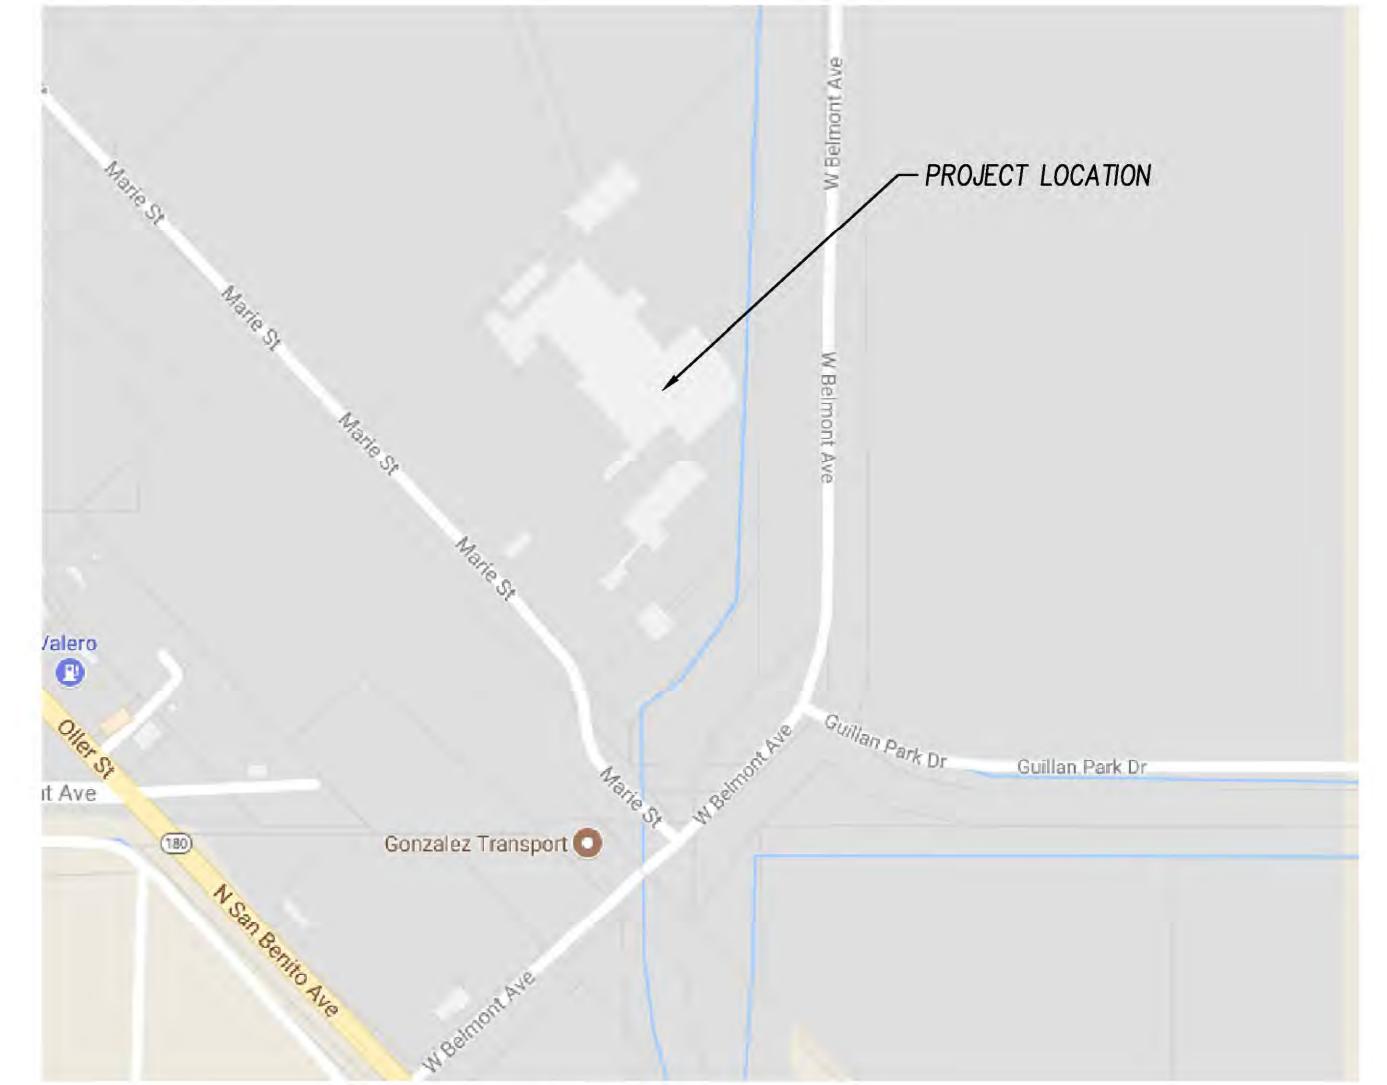 W Belmont Ave
PROJECT LOCATION
Marie St
Marie St
W Belmont Ave
Marie St
Marie St
Valero
Oller St
Guillan Park Dr
Guillan Park Dr
W Belmont Ave
Marie St
nt Ave
180
Gonzalez Transport
N San Benito Ave
W Belmont Ave